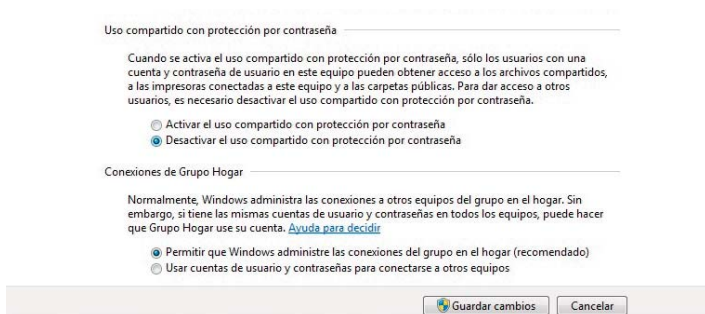 Uso compartido con protección por contraseña
Cuando se activa el uso compartido con protección por contraseña, sólo los usuarios con una
cuenta y contraseña de usuario en este equipo pueden obtener acceso a los archivos compartidos,
a las impresoras conectadas a este equipo y a las carpetas públicas. Para dar acceso a otros
usuarios, es necesario desactivar el uso compartido con protección por contraseña.
Activar el uso compartido con protección por contraseña
Desactivar el uso compartido con protección por contraseña
Conexiones de Grupo Hogar
Normalmente, Windows administra las conexiones a otros equipos del grupo en el hogar. Sin
embargo, si tiene las mismas cuentas de usuario y contraseñas en todos los equipos, puede hacer
que Grupo Hogar use su cuenta. Ayuda para decidir
Permitir que Windows administre las conexiones del grupo en el hogar (recomendado)
Usar cuentas de usuario y contraseñas para conectarse a otros equipos
Guardar cambios Cancelar